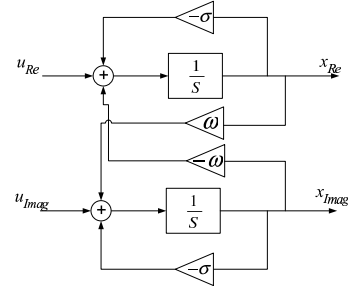 -σ
u_Re + 1/S x_Re
ω
-ω
u_Imag + 1/S x_Imag
-σ